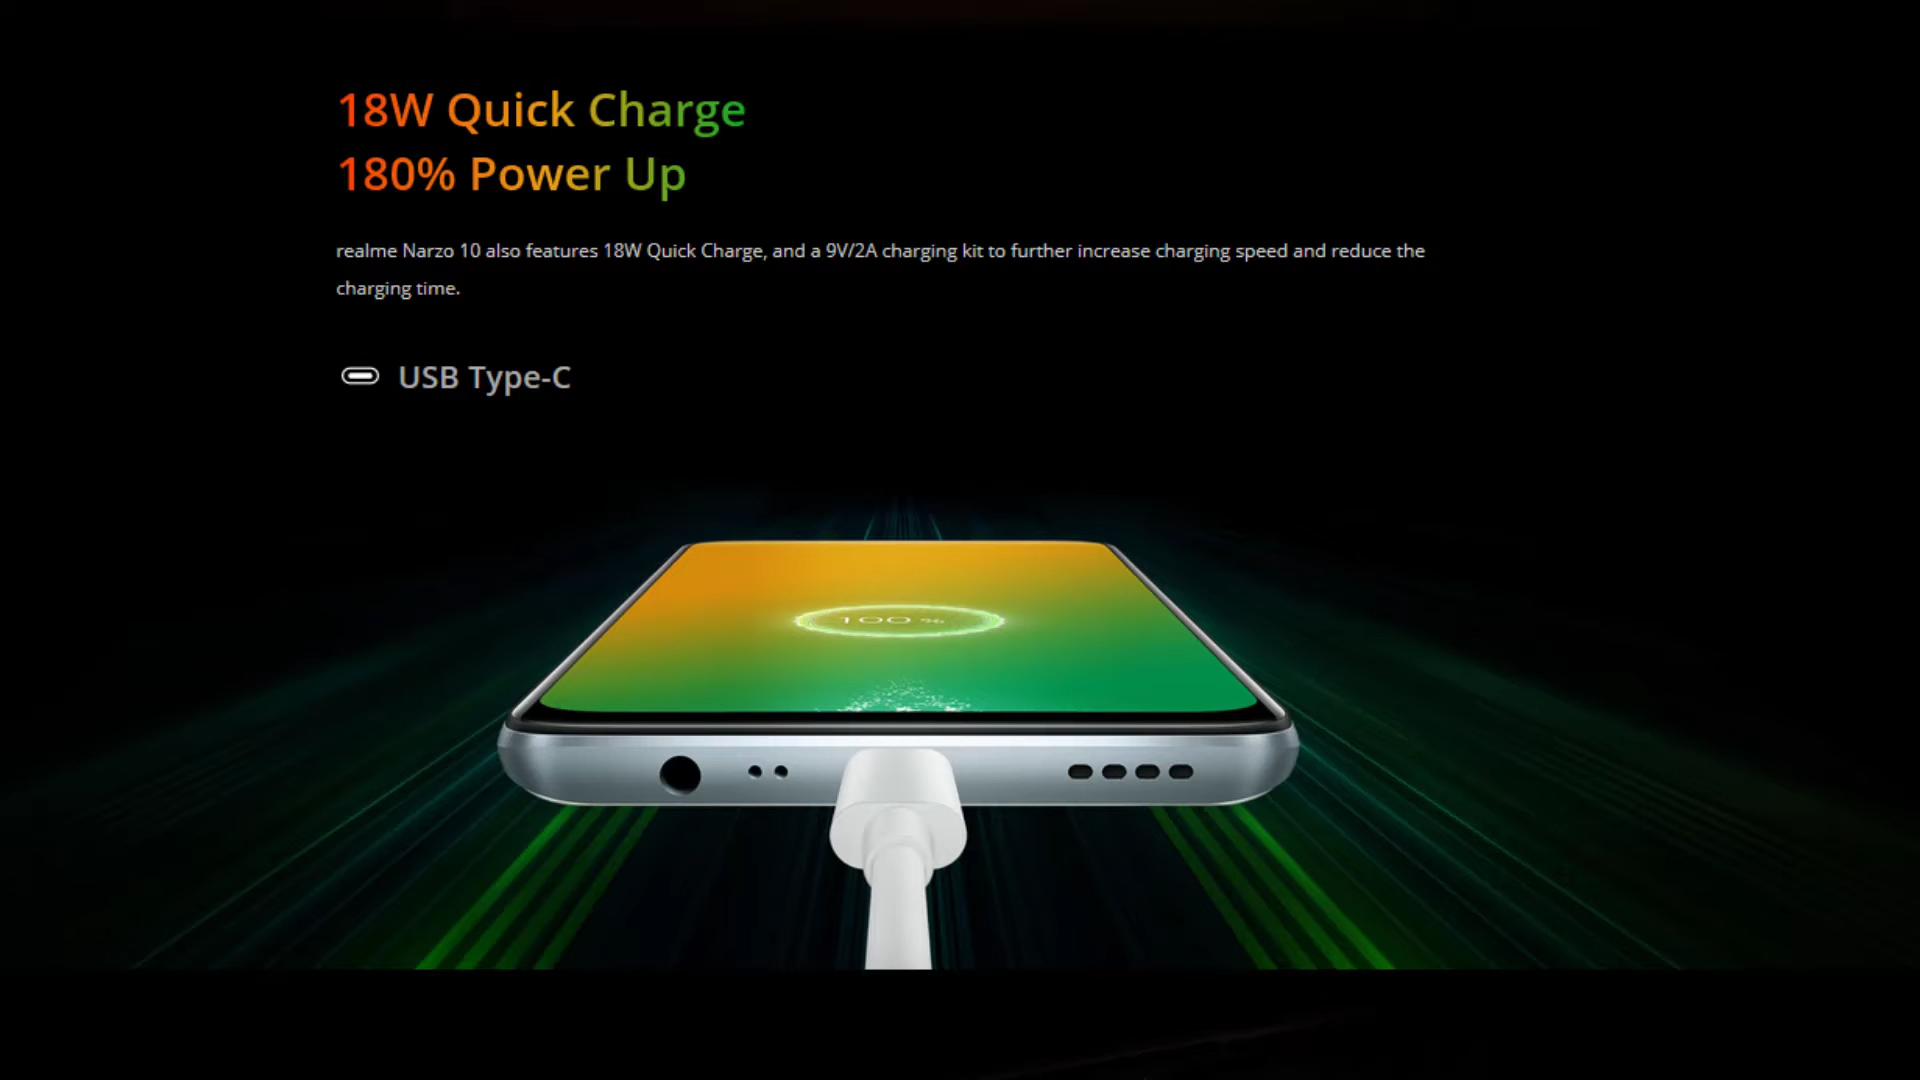 18W Quick Charge
180% Power Up
realme Narzo 10 also features 18W Quick Charge, and a 9V/2A charging kit to further increase charging speed and reduce the
charging time.
USB Type-C
100 %